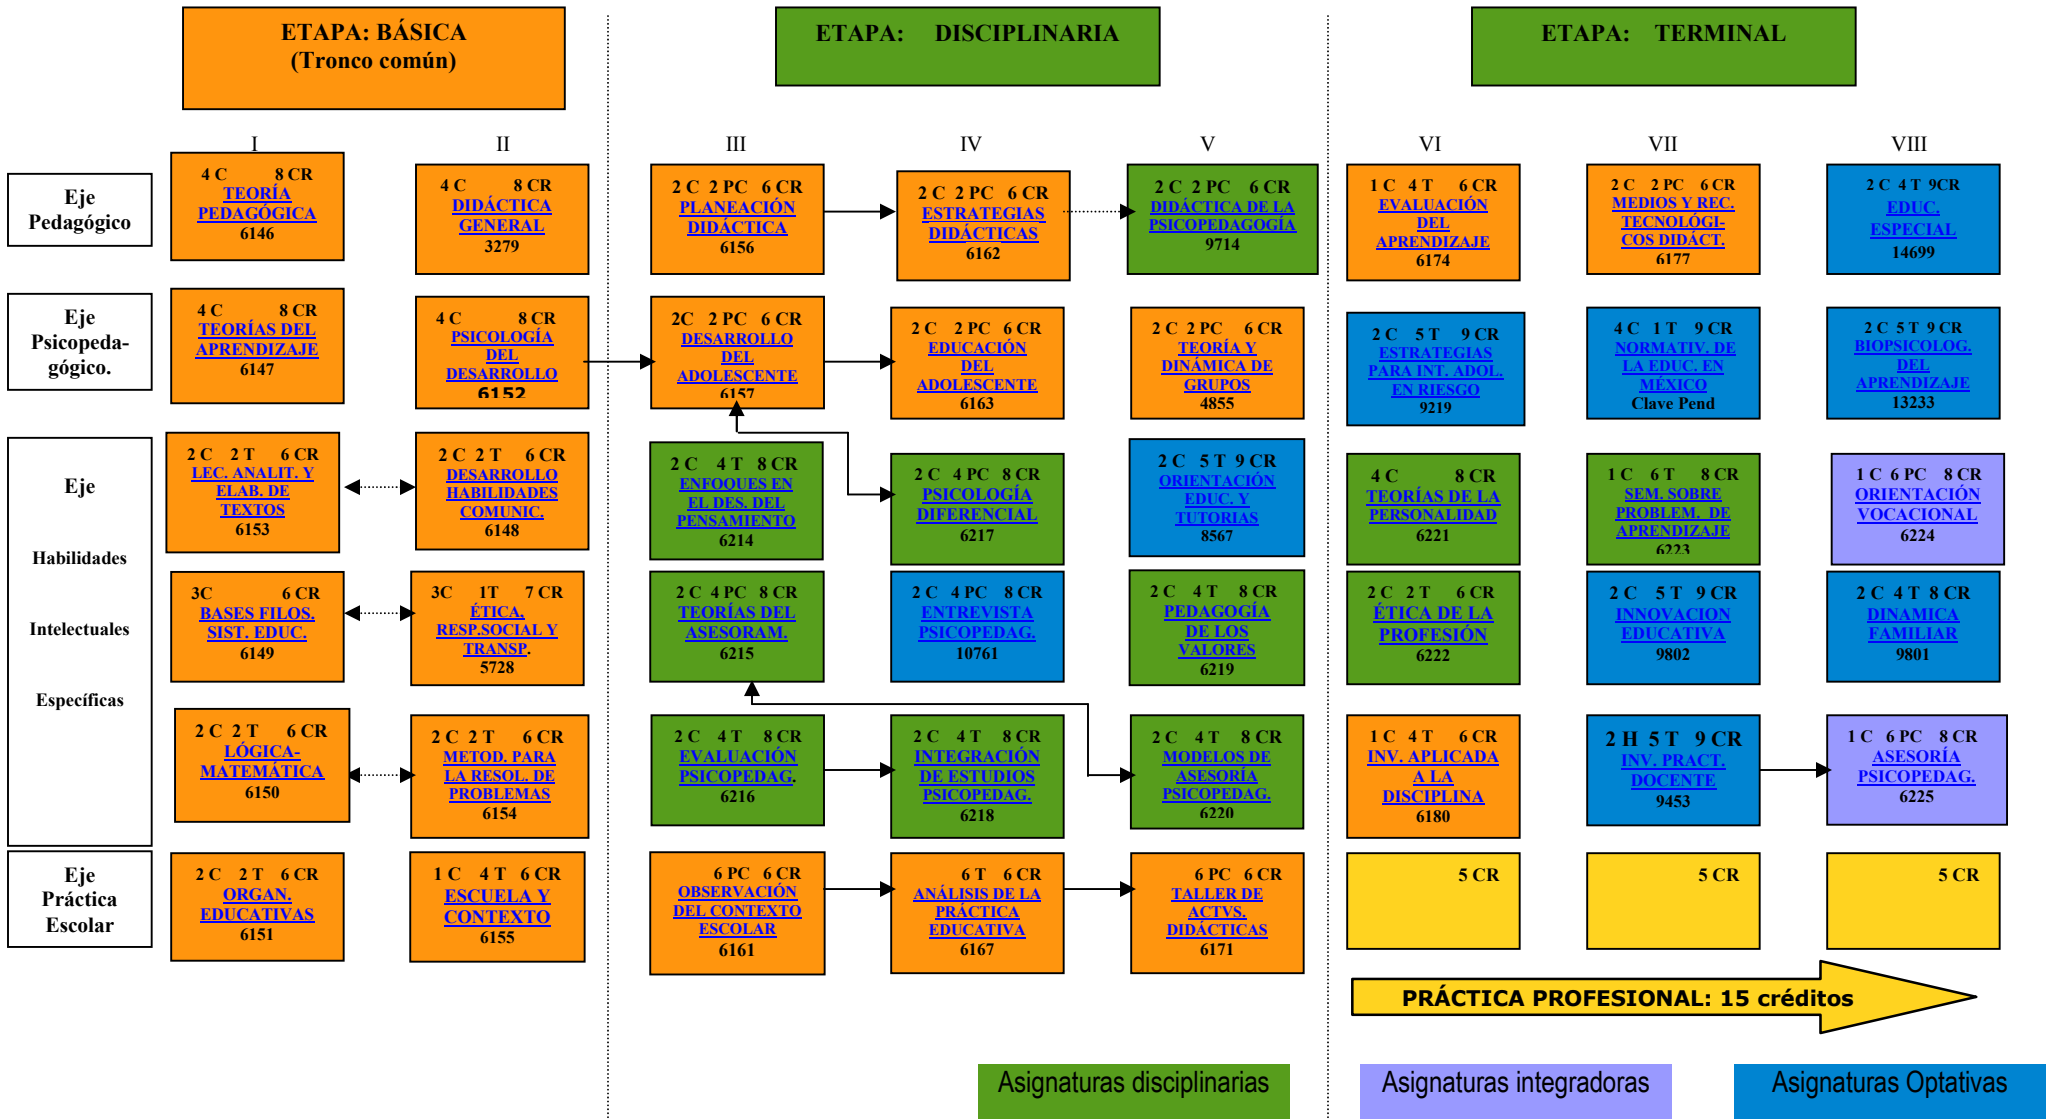 ETAPA: BÁSICA
(Tronco común)
ETAPA: DISCIPLINARIA
ETAPA: TERMINAL
I
II
III
IV
V
VI
VII
VIII
Eje
Pedagógico
4 C 8 CR
TEORÍA
PEDAGÓGICA
6146
4 C 8 CR
DIDÁCTICA
GENERAL
3279
2 C 2 PC 6 CR
PLANEACIÓN
DIDÁCTICA
6156
2 C 2 PC 6 CR
ESTRATEGIAS
DIDÁCTICAS
6162
2 C 2 PC 6 CR
DIDÁCTICA DE LA
PSICOPEDAGOGÍA
9714
1 C 4 T 6 CR
EVALUACIÓN
DEL
APRENDIZAJE
6174
2 C 2 PC 6 CR
MEDIOS Y REC.
TECNOLÓGI-
COS DIDÁCT.
6177
2 C 4 T 9CR
EDUC.
ESPECIAL
14699
Eje
Psicopeda-
gógico.
4 C 8 CR
TEORÍAS DEL
APRENDIZAJE
6147
4 C 8 CR
PSICOLOGÍA
DEL
DESARROLLO
6152
2C 2 PC 6 CR
DESARROLLO
DEL
ADOLESCENTE
6157
2 C 2 PC 6 CR
EDUCACIÓN
DEL
ADOLESCENTE
6163
2 C 2 PC 6 CR
TEORÍA Y
DINÁMICA DE
GRUPOS
4855
2 C 5 T 9 CR
ESTRATEGIAS
PARA INT. ADOL.
EN RIESGO
9219
4 C 1 T 9 CR
NORMATIV. DE
LA EDUC. EN
MÉXICO
Clave Pend
2 C 5 T 9 CR
BIOPSICOLOG.
DEL
APRENDIZAJE
13233
Eje
Habilidades
Intelectuales
Específicas
2 C 2 T 6 CR
LEC. ANALIT. Y
ELAB. DE
TEXTOS
6153
2 C 2 T 6 CR
DESARROLLO
HABILIDADES
COMUNIC.
6148
2 C 4 T 8 CR
ENFOQUES EN
EL DES. DEL
PENSAMIENTO
6214
2 C 4 PC 8 CR
PSICOLOGÍA
DIFERENCIAL
6217
2 C 5 T 9 CR
ORIENTACIÓN
EDUC. Y
TUTORIAS
8567
4 C 8 CR
TEORÍAS DE LA
PERSONALIDAD
6221
1 C 6 T 8 CR
SEM. SOBRE
PROBLEM. DE
APRENDIZAJE
6223
1 C 6 PC 8 CR
ORIENTACIÓN
VOCACIONAL
6224
3C 6 CR
BASES FILOS.
SIST. EDUC.
6149
3C 1T 7 CR
ÉTICA,
RESP.SOCIAL Y
TRANSP.
5728
2 C 4 PC 8 CR
TEORÍAS DEL
ASESORAM.
6215
2 C 4 PC 8 CR
ENTREVISTA
PSICOPEDAG.
10761
2 C 4 T 8 CR
PEDAGOGÍA
DE LOS
VALORES
6219
2 C 2 T 6 CR
ÉTICA DE LA
PROFESIÓN
6222
2 C 5 T 9 CR
INNOVACION
EDUCATIVA
9802
2 C 4 T 8 CR
DINAMICA
FAMILIAR
9801
2 C 2 T 6 CR
LÓGICA-
MATEMÁTICA
6150
2 C 2 T 6 CR
METOD. PARA
LA RESOL. DE
PROBLEMAS
6154
2 C 4 T 8 CR
EVALUACIÓN
PSICOPEDAG.
6216
2 C 4 T 8 CR
INTEGRACIÓN
DE ESTUDIOS
PSICOPEDAG.
6218
2 C 4 T 8 CR
MODELOS DE
ASESORÍA
PSICOPEDAG.
6220
1 C 4 T 6 CR
INV. APLICADA
A LA
DISCIPLINA
6180
2 H 5 T 9 CR
INV. PRACT.
DOCENTE
9453
1 C 6 PC 8 CR
ASESORÍA
PSICOPEDAG.
6225
Eje
Práctica
Escolar
2 C 2 T 6 CR
ORGAN.
EDUCATIVAS
6151
1 C 4 T 6 CR
ESCUELA Y
CONTEXTO
6155
6 PC 6 CR
OBSERVACIÓN
DEL CONTEXTO
ESCOLAR
6161
6 T 6 CR
ANÁLISIS DE LA
PRÁCTICA
EDUCATIVA
6167
6 PC 6 CR
TALLER DE
ACTVS.
DIDÁCTICAS
6171
5 CR
5 CR
5 CR
PRÁCTICA PROFESIONAL: 15 créditos
Asignaturas disciplinarias
Asignaturas integradoras
Asignaturas Optativas